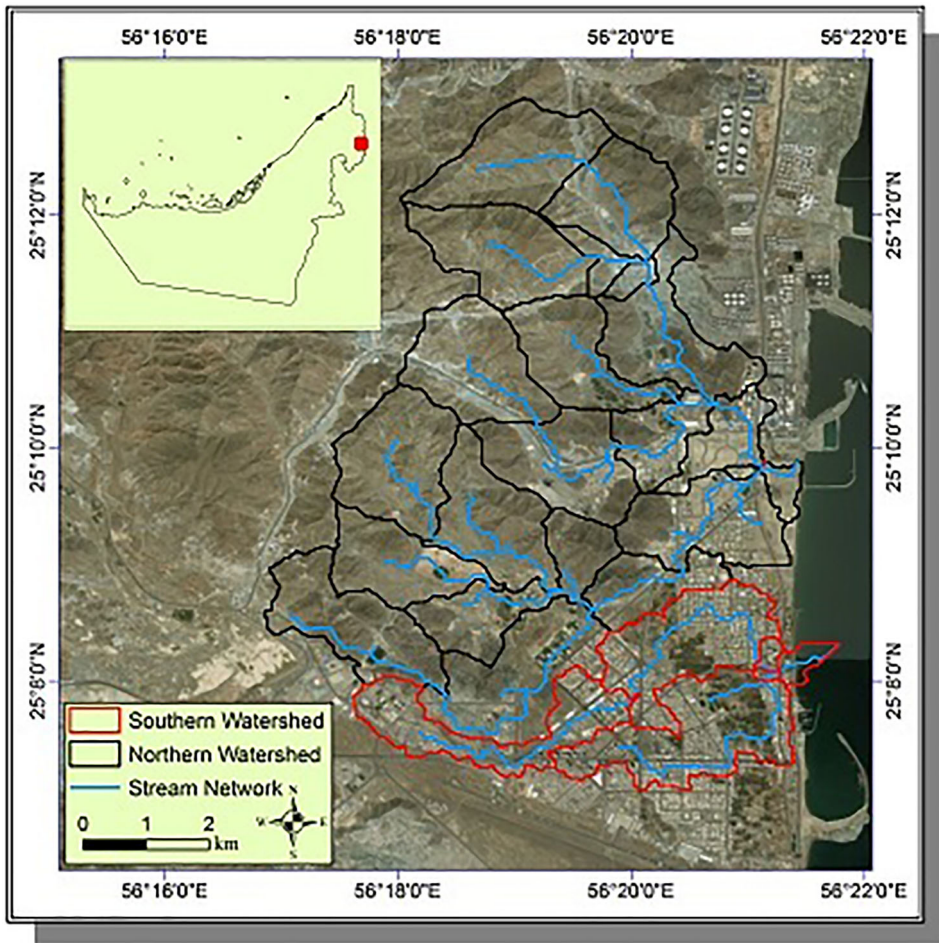 56°16'0"E 56°18'0"E 56°20'0"E 56°22'0"E
25°12'0"N 25°12'0"N
25°10'0"N 25°10'0"N
25°8'0"N 25°8'0"N
Southern Watershed
Northern Watershed
Stream Network
N
W E
S
0 1 2
km
56°16'0"E 56°18'0"E 56°20'0"E 56°22'0"E